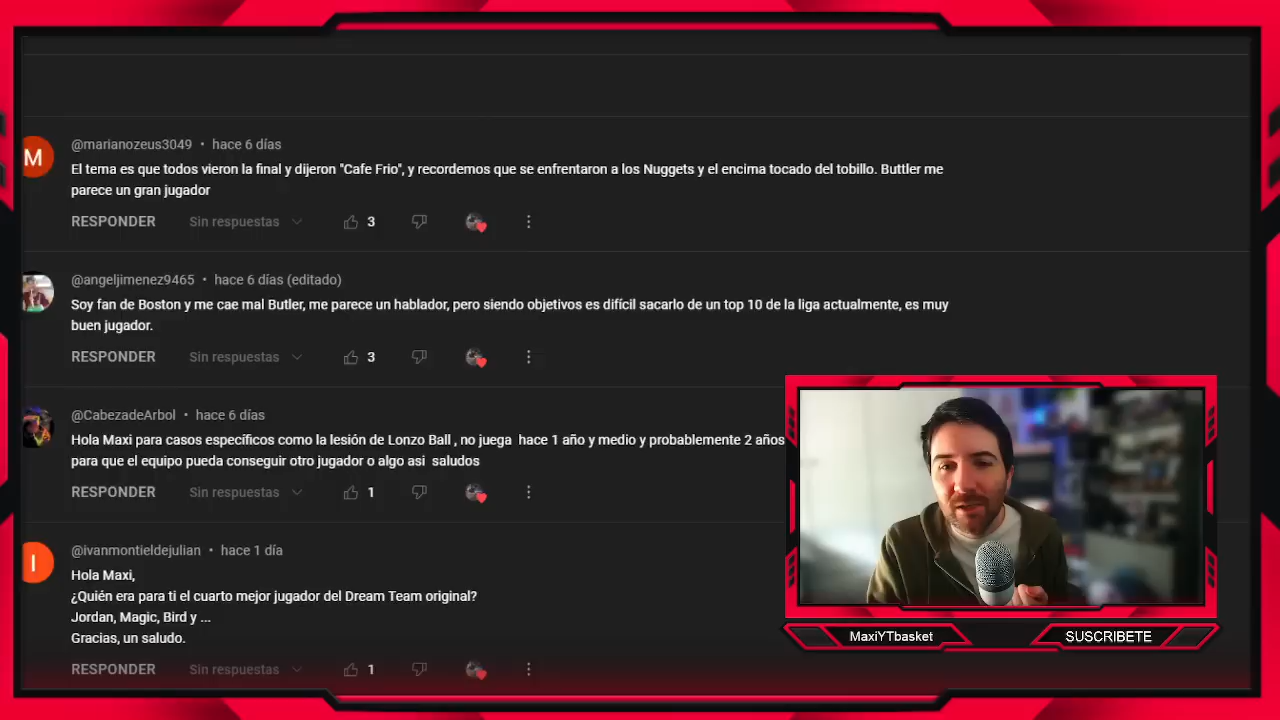 @marianozeus3049 • hace 6 días
El tema es que todos vieron la final y dijeron "Cafe Frio", y recordemos que se enfrentaron a los Nuggets y el encima tocado del tobillo. Buttler me
parece un gran jugador
RESPONDER Sin respuestas 3
M
@angeljimenez9465 • hace 6 días (editado)
Soy fan de Boston y me cae mal Butler, me parece un hablador, pero siendo objetivos es difícil sacarlo de un top 10 de la liga actualmente, es muy
buen jugador.
RESPONDER Sin respuestas 3
@CabezadeArbol • hace 6 días
Hola Maxi para casos específicos como la lesión de Lonzo Ball , no juega hace 1 año y medio y probablemente 2 años
para que el equipo pueda conseguir otro jugador o algo asi saludos
RESPONDER Sin respuestas 1
I
@ivanmontieldejulian • hace 1 día
Hola Maxi,
¿Quién era para ti el cuarto mejor jugador del Dream Team original?
Jordan, Magic, Bird y ...
Gracias, un saludo.
RESPONDER Sin respuestas 1
MaxiYTbasket
SUSCRIBETE